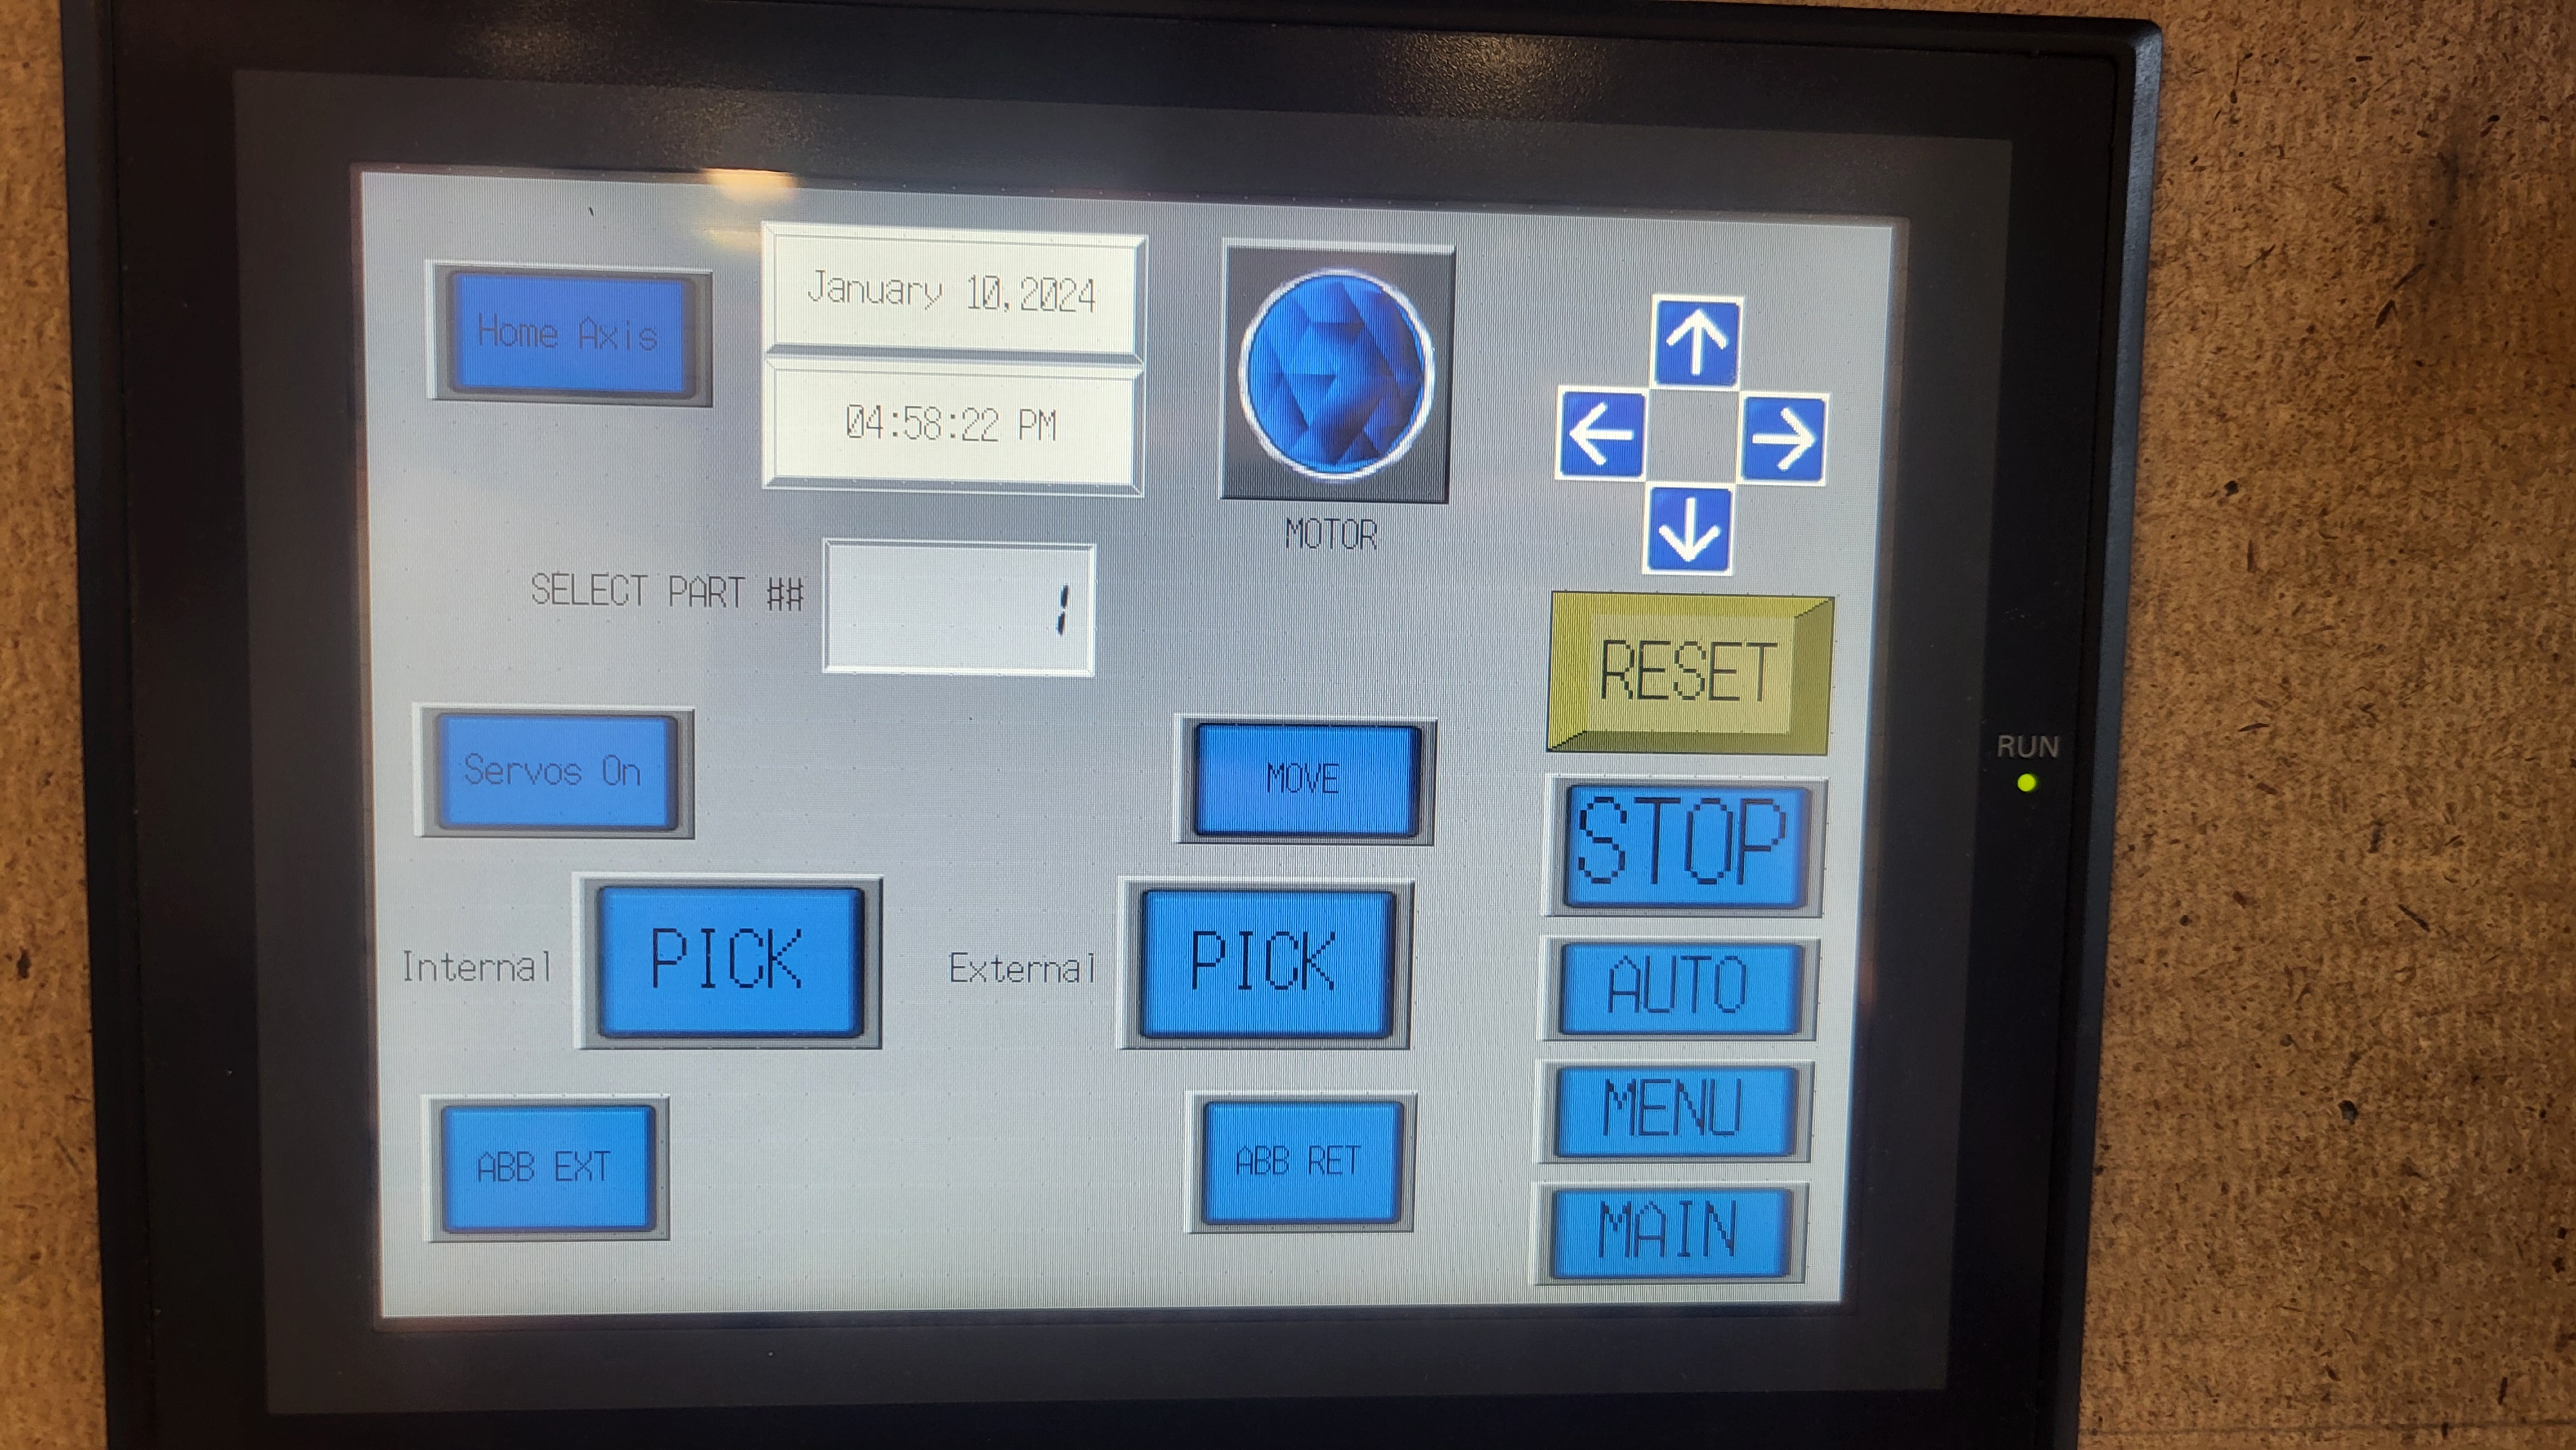 Home Axis
January 10,2024
04:58:22 PM
MOTOR
SELECT PART ##
1
RESET
RUN
Servos On
MOVE
STOP
Internal
PICK
External
PICK
AUTO
MENU
ABB EXT
ABB RET
MAIN